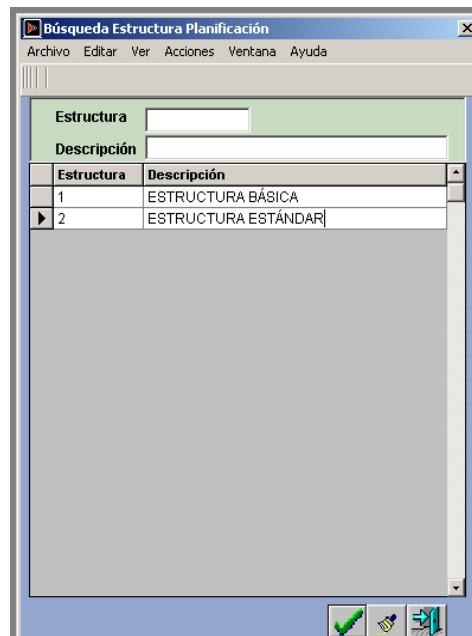 Búsqueda Estructura Planificación
Archivo Editar Ver Acciones Ventana Ayuda
Estructura
Descripción
Estructura Descripción
1 ESTRUCTURA BÁSICA
2 ESTRUCTURA ESTÁNDAR